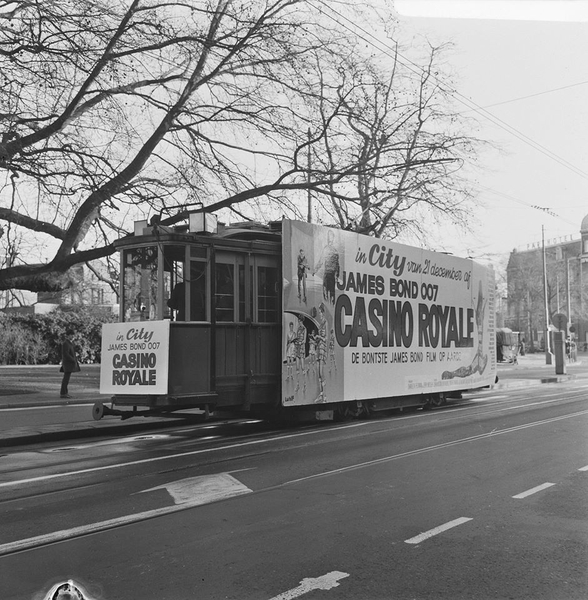 in City
JAMES BOND 007
CASINO ROYALE
in City van 21 december af
JAMES BOND 007
CASINO ROYALE
DE BONTSTE JAMES BOND FILM OP AARDE